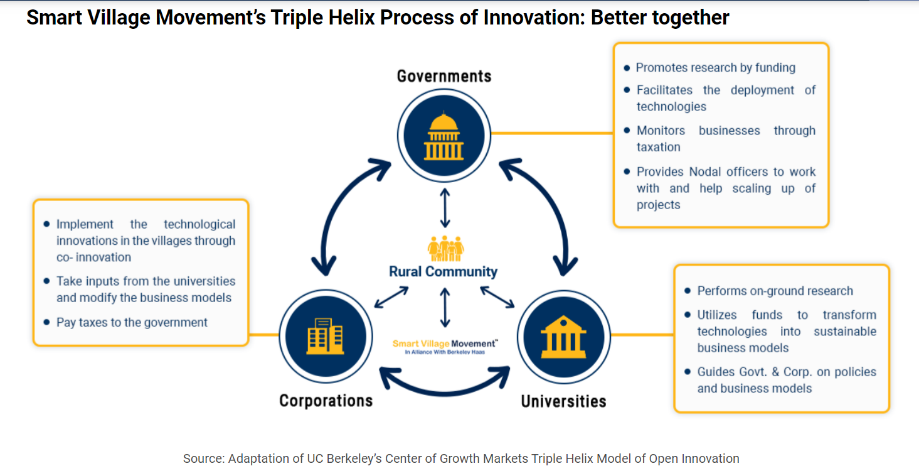 Smart Village Movement's Triple Helix Process of Innovation: Better together
Governments
• Promotes research by funding
• Facilitates the deployment of
technologies
• Monitors businesses through
taxation
• Provides Nodal officers to work
with and help scaling up of
projects
• Implement the technological
innovations in the villages through
co- innovation
• Take inputs from the universities
and modify the business models
• Pay taxes to the government
Rural Community
Smart Village Movement™
In Alliance With Berkeley Haas
• Performs on-ground research
• Utilizes funds to transform
technologies into sustainable
business models
• Guides Govt. & Corp. on policies
and business models
Corporations
Universities
Source: Adaptation of UC Berkeley's Center of Growth Markets Triple Helix Model of Open Innovation